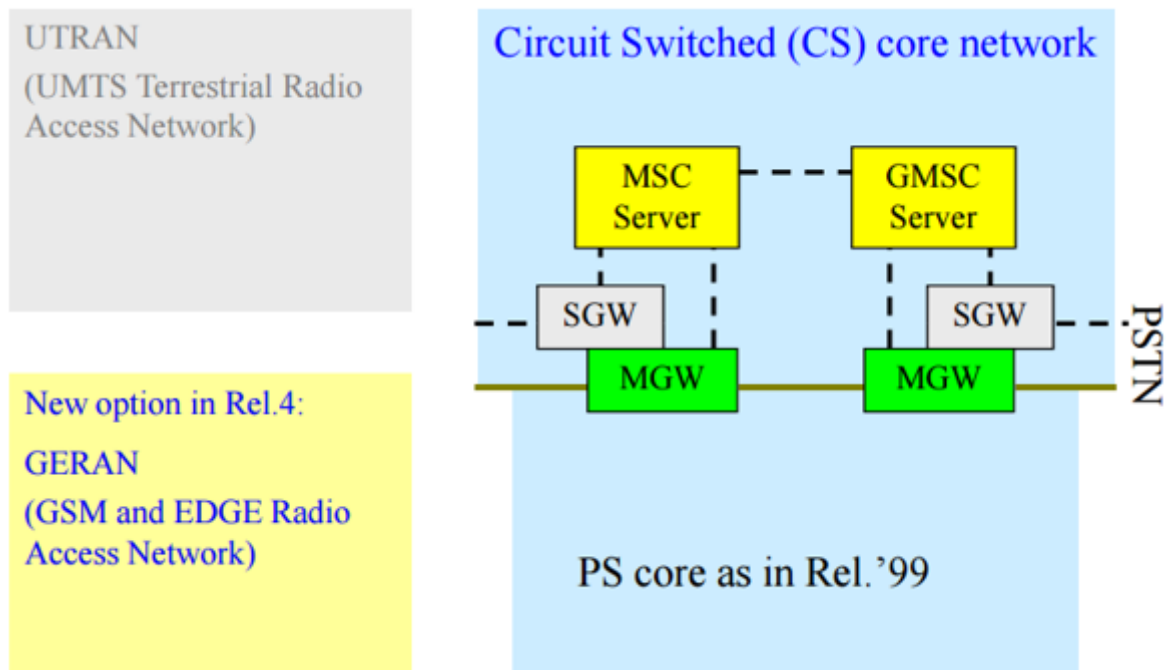 UTRAN
(UMTS Terrestrial Radio
Access Network)
New option in Rel.4:
GERAN
(GSM and EDGE Radio
Access Network)
Circuit Switched (CS) core network
MSC
Server
GMSC
Server
SGW
SGW
MGW
MGW
PSTN
PS core as in Rel.’99